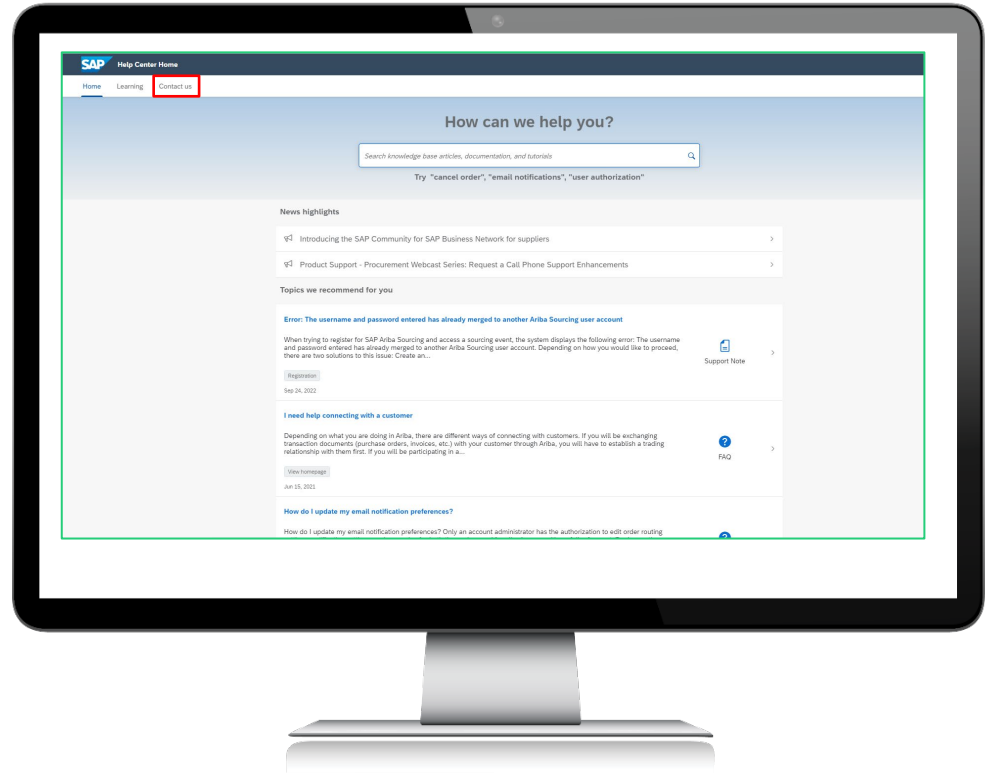 SAP Help Center Home
Home Learning Contact us
How can we help you?
Search knowledge base articles, documentation, and tutorials
Try "cancel order", "email notifications", "user authorization"
News highlights
Introducing the SAP Community for SAP Business Network for suppliers
Product Support - Procurement Webcast Series: Request a Call Phone Support Enhancements
Topics we recommend for you
Error: The username and password entered has already merged to another Ariba Sourcing user account
When trying to register for SAP Ariba Sourcing and access a sourcing event, the system displays the following error: The username
and password entered has already merged to another Ariba Sourcing user account. Depending on how you would like to proceed,
there are two solutions to this issue: Create an...
Support Note
Registration
Sep 24, 2022
I need help connecting with a customer
Depending on what you are doing in Ariba, there are different ways of connecting with customers. If you will be exchanging
transaction documents (purchase orders, invoices, etc.) with your customer through Ariba, you will have to establish a trading
relationship with them first. If you will be participating in a...
FAQ
View homepage
Jun 15, 2021
How do I update my email notification preferences?
How do I update my email notification preferences? Only an account administrator has the authorization to edit order routing